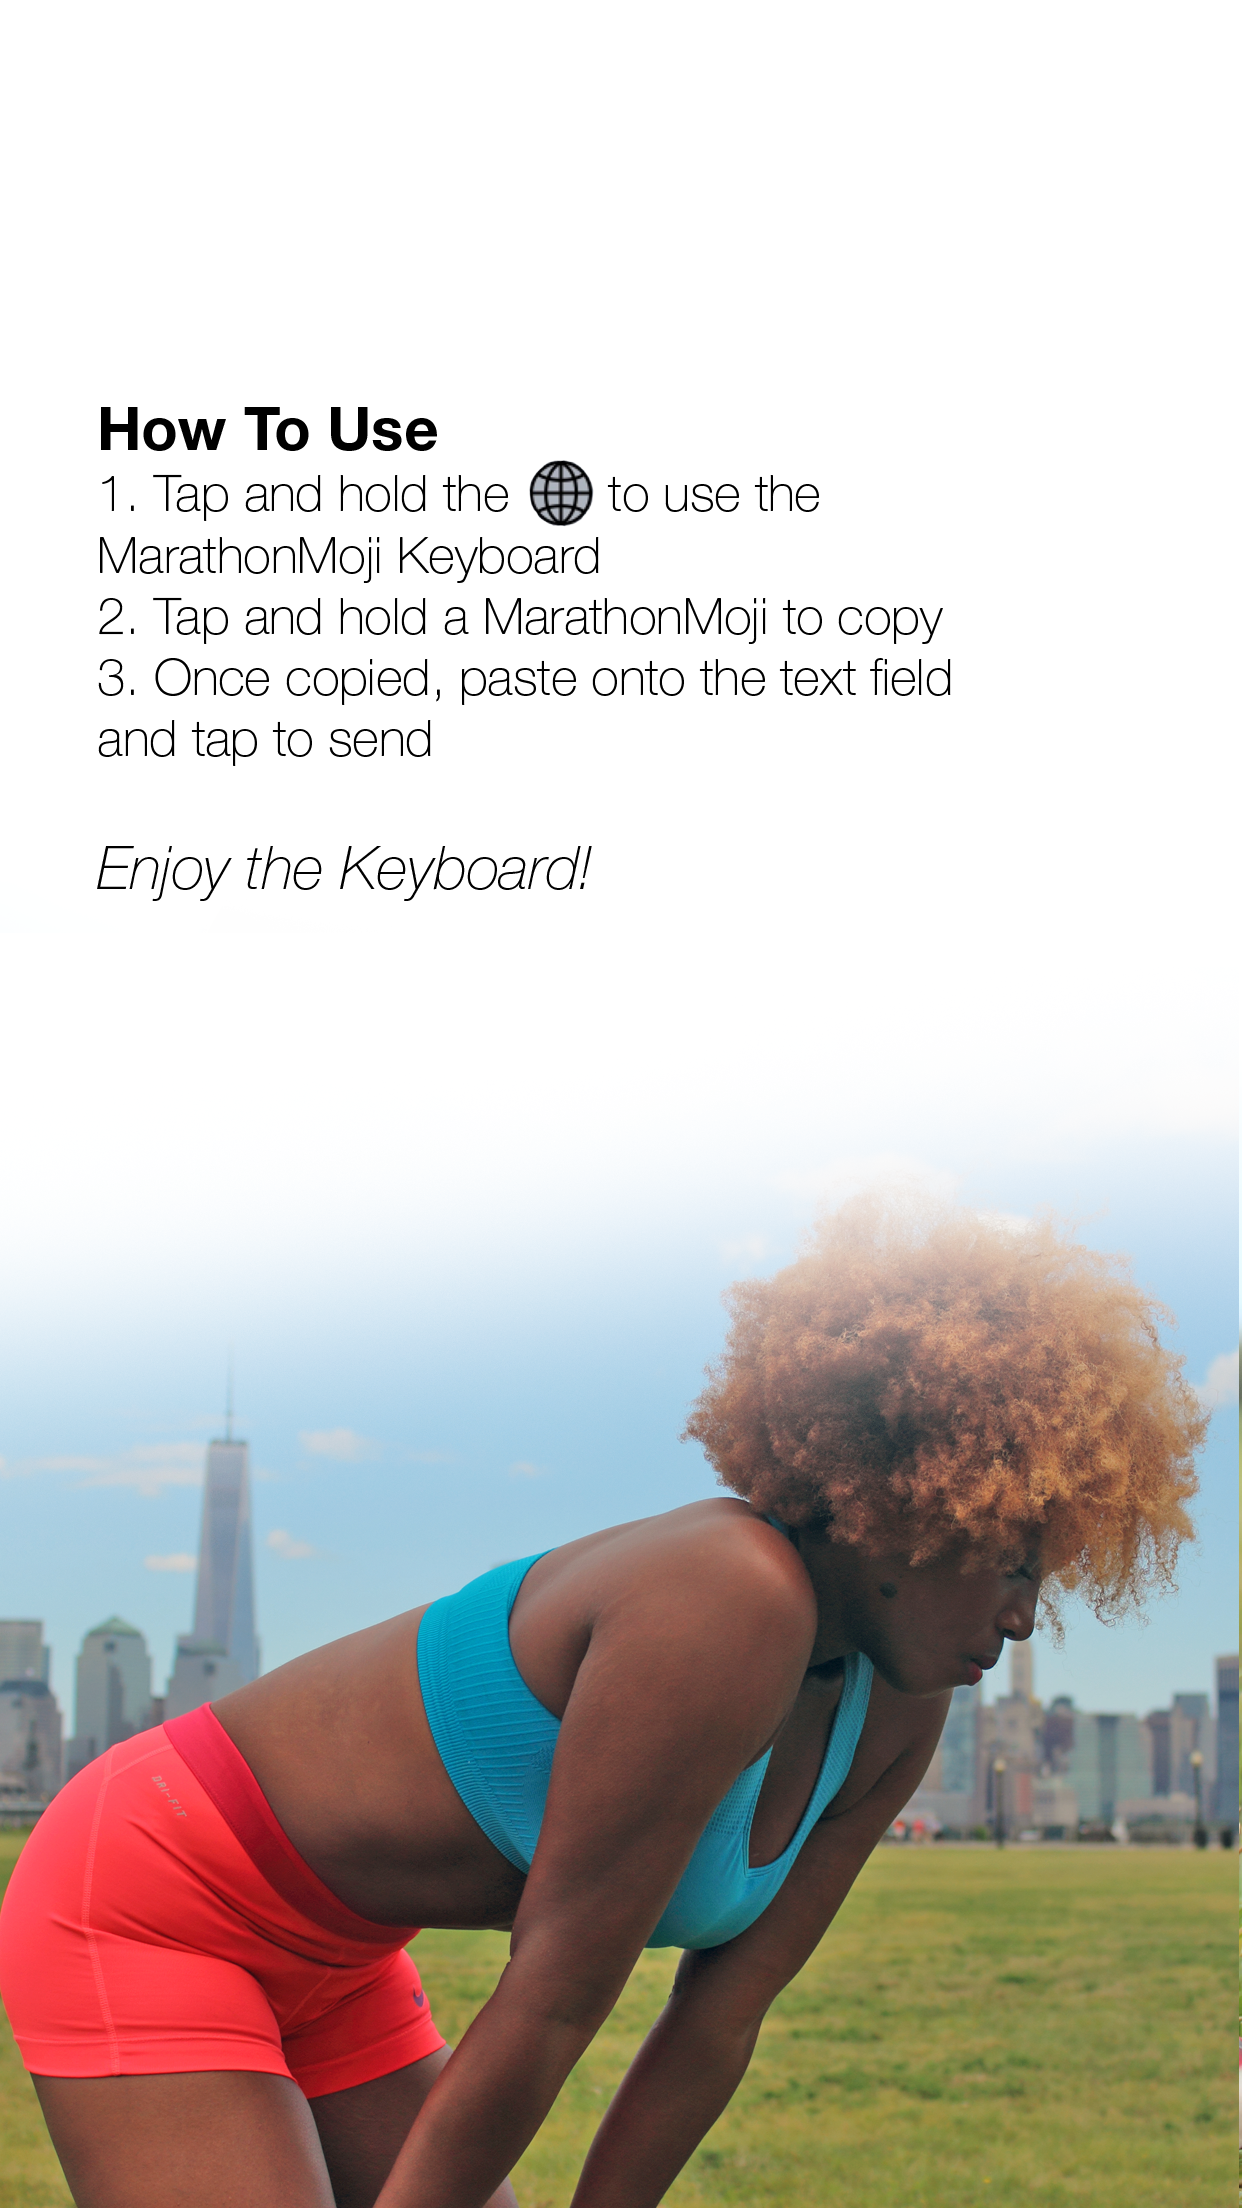 How To Use
1. Tap and hold the to use the
MarathonMoji Keyboard
2. Tap and hold a MarathonMoji to copy
3. Once copied, paste onto the text field
and tap to send
Enjoy the Keyboard!
DRI-FIT